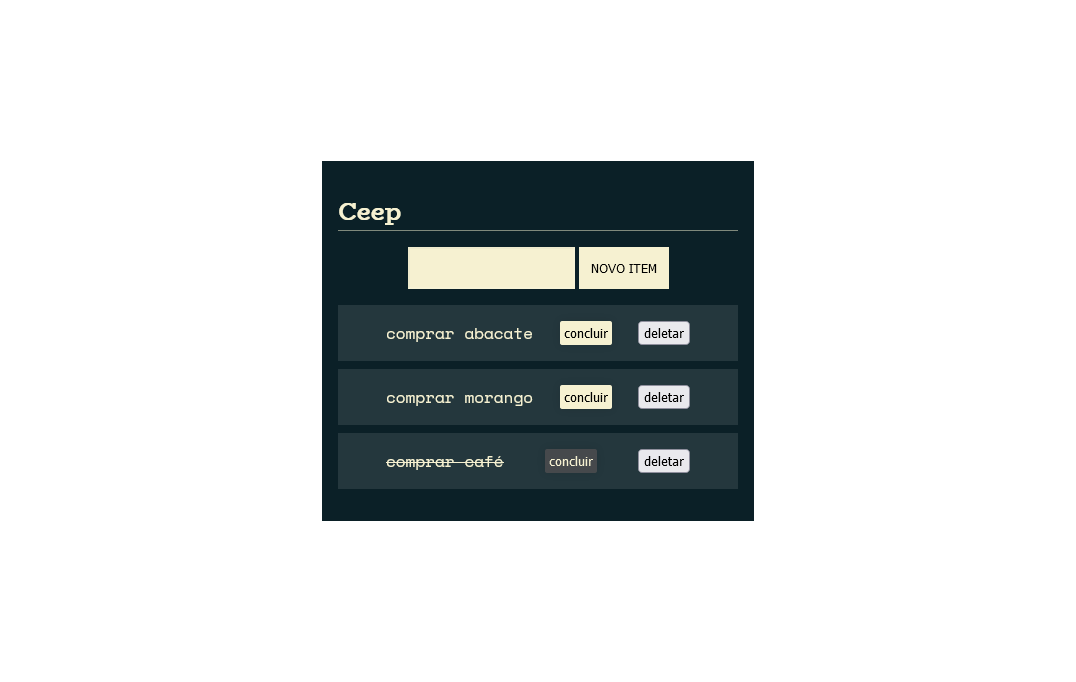 Ceep
NOVO ITEM
comprar abacate concluir deletar
comprar morango concluir deletar
comprar café concluir deletar